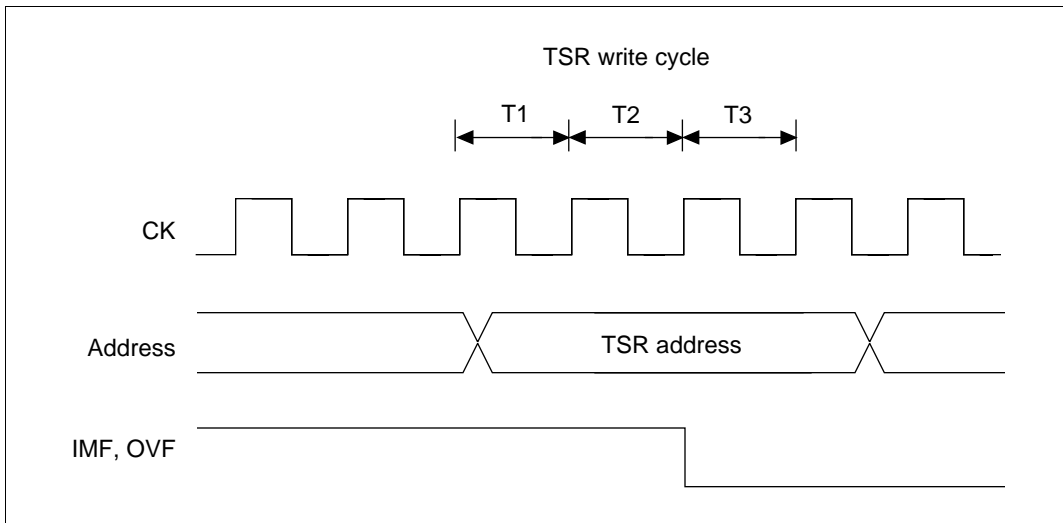 TSR write cycle
T1 T2 T3
CK
Address TSR address
IMF, OVF